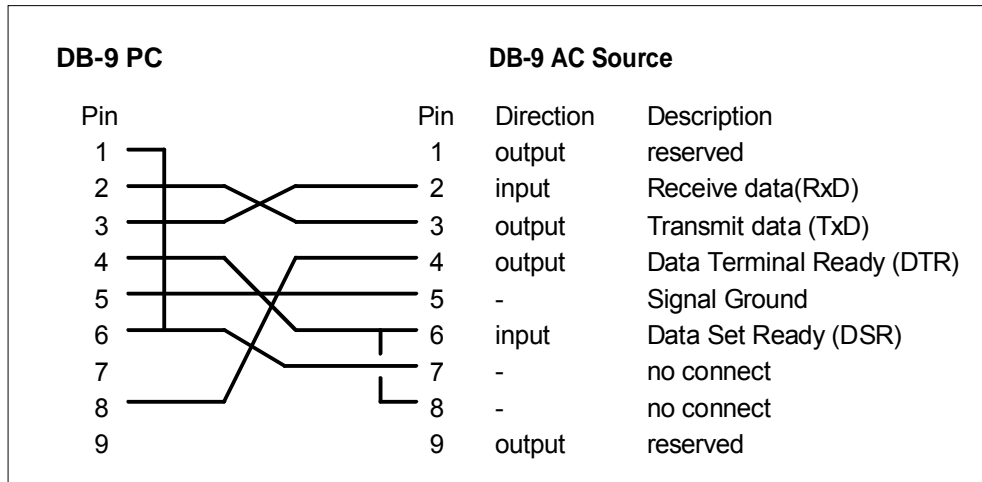 DB-9 PC DB-9 AC Source
Pin Pin Direction Description
1 1 output reserved
2 2 input Receive data(RxD)
3 3 output Transmit data (TxD)
4 4 output Data Terminal Ready (DTR)
5 5 - Signal Ground
6 6 input Data Set Ready (DSR)
7 7 - no connect
8 8 - no connect
9 9 output reserved